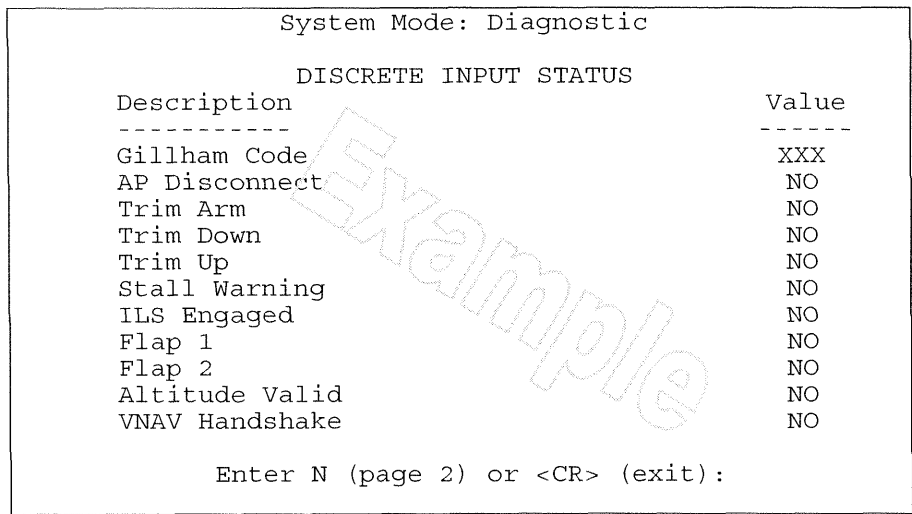 System Mode: Diagnostic
DISCRETE INPUT STATUS
Description Value
----------- ------
Gillham Code XXX
AP Disconnect NO
Trim Arm NO
Trim Down NO
Trim Up NO
Stall Warning NO
ILS Engaged NO
Flap 1 NO
Flap 2 NO
Altitude Valid NO
VNAV Handshake NO
Enter N (page 2) or <CR> (exit):
Example